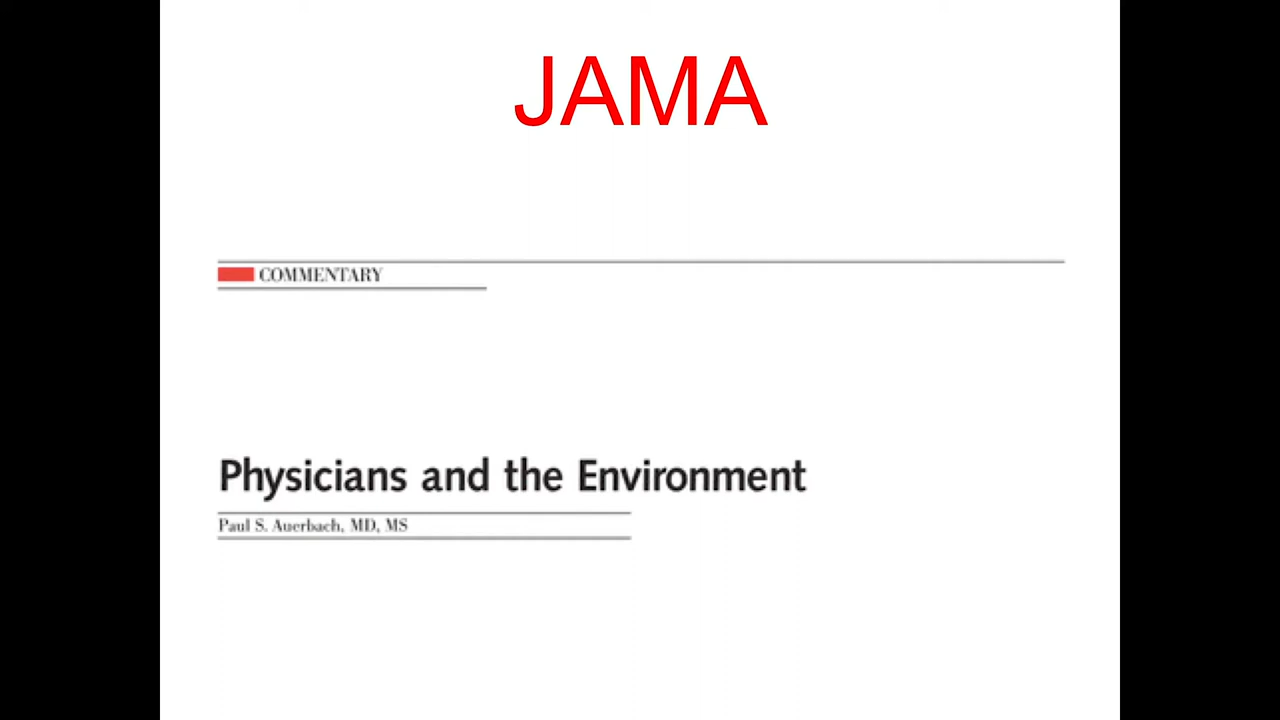 JAMA
COMMENTARY
Physicians and the Environment
Paul S. Auerbach, MD, MS